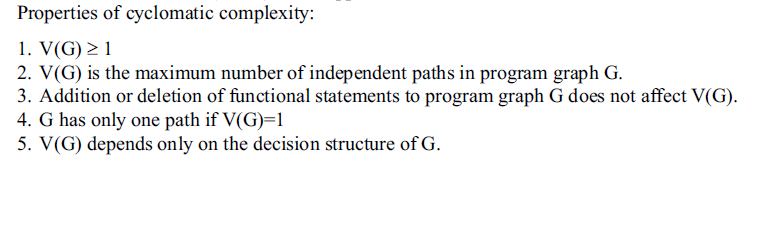 Properties of cyclomatic complexity:
1. V(G) ≥ 1
2. V(G) is the maximum number of independent paths in program graph G.
3. Addition or deletion of functional statements to program graph G does not affect V(G).
4. G has only one path if V(G)=1
5. V(G) depends only on the decision structure of G.